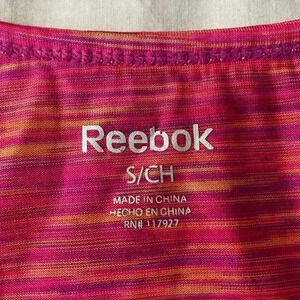 Reebok
S/CH
MADE IN CHINA
HECHO EN CHINA
RN# 117927